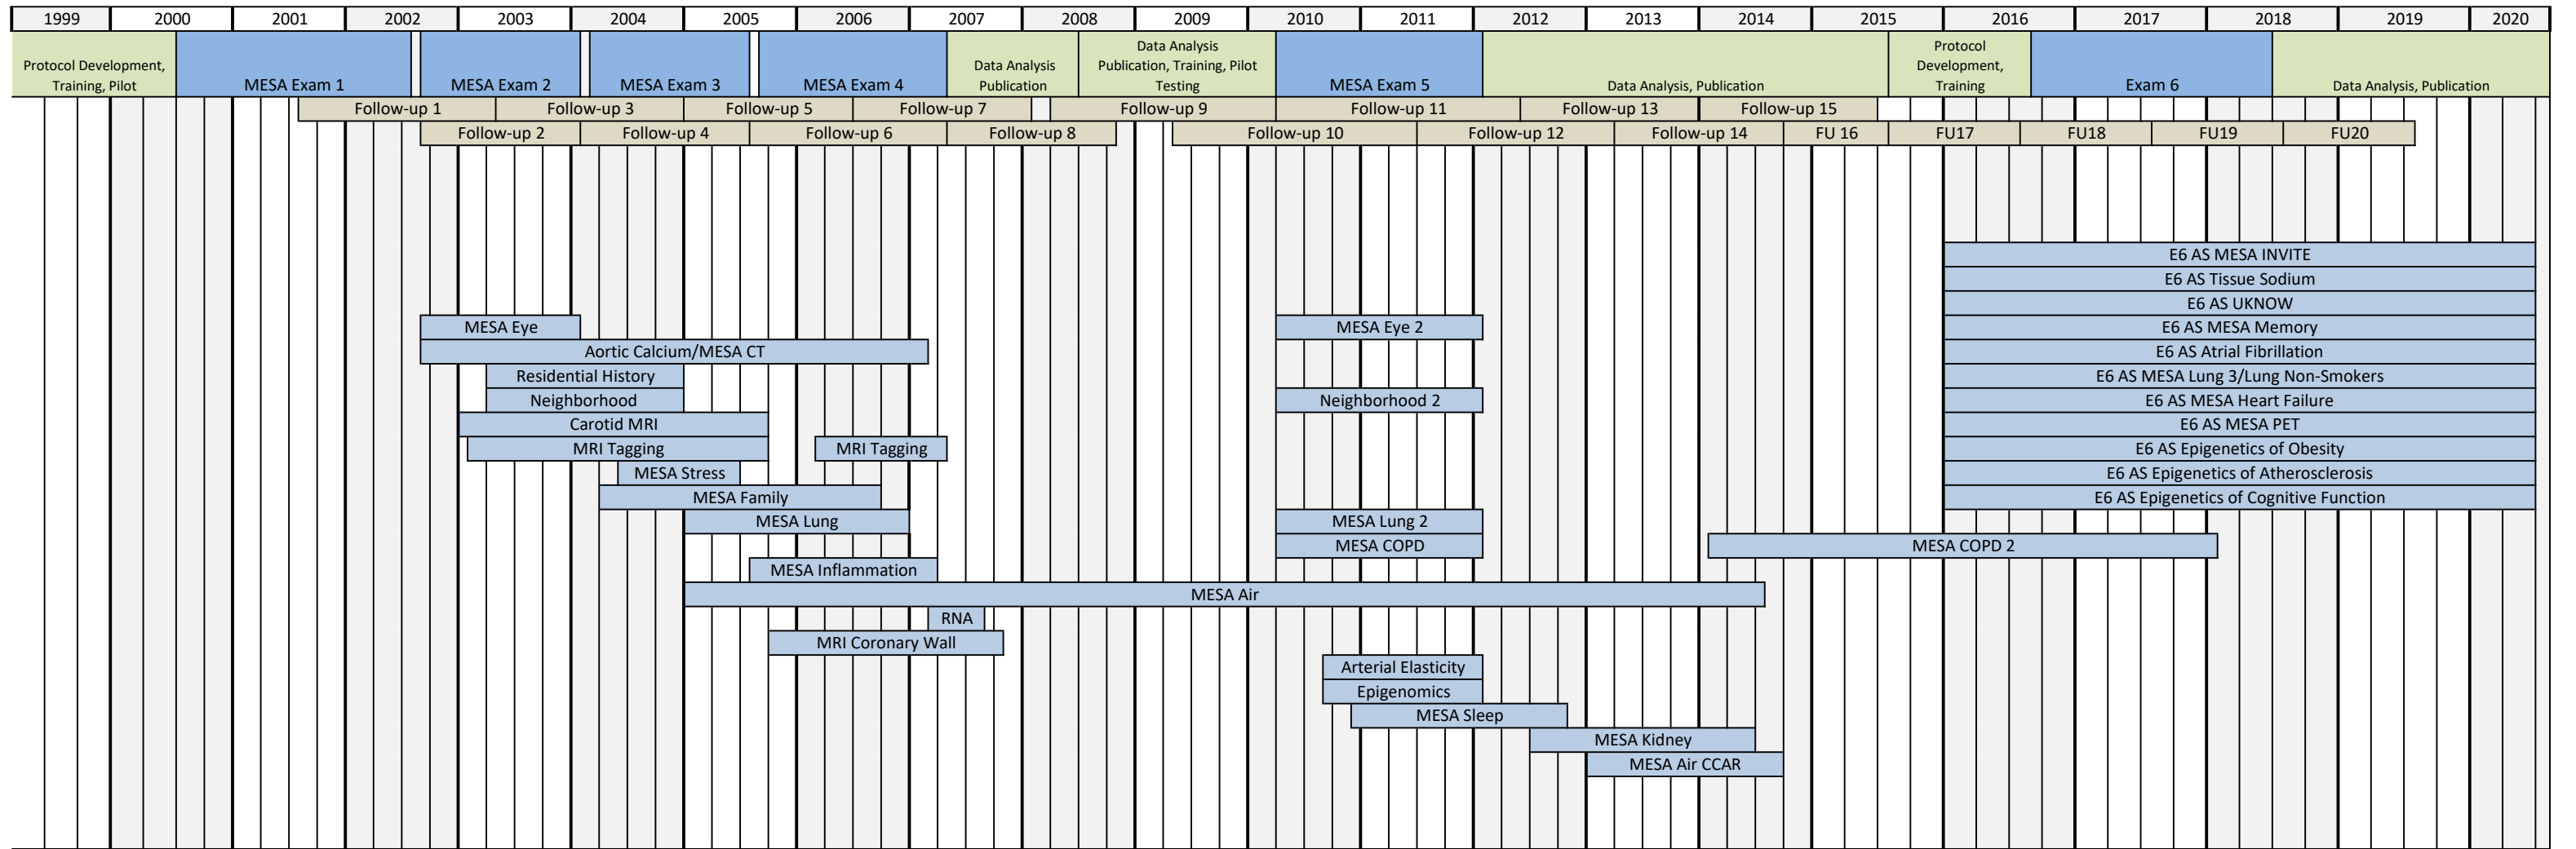 1999 2000 2001 2002 2003 2004 2005 2006 2007 2008 2009 2010 2011 2012 2013 2014 2015 2016 2017 2018 2019 2020
Protocol Development,
Training, Pilot
MESA Exam 1
MESA Exam 2
MESA Exam 3
MESA Exam 4
Data Analysis
Publication
Data Analysis
Publication, Training, Pilot
Testing
MESA Exam 5
Data Analysis, Publication
Protocol
Development,
Training
Exam 6
Data Analysis, Publication
Follow-up 1 Follow-up 3 Follow-up 5 Follow-up 7 Follow-up 9 Follow-up 11 Follow-up 13 Follow-up 15
Follow-up 2 Follow-up 4 Follow-up 6 Follow-up 8 Follow-up 10 Follow-up 12 Follow-up 14 FU 16 FU17 FU18 FU19 FU20
E6 AS MESA INVITE
E6 AS Tissue Sodium
E6 AS UKNOW
MESA Eye MESA Eye 2 E6 AS MESA Memory
Aortic Calcium/MESA CT E6 AS Atrial Fibrillation
Residential History E6 AS MESA Lung 3/Lung Non-Smokers
Neighborhood Neighborhood 2 E6 AS MESA Heart Failure
Carotid MRI E6 AS MESA PET
MRI Tagging MRI Tagging E6 AS Epigenetics of Obesity
MESA Stress E6 AS Epigenetics of Atherosclerosis
MESA Family E6 AS Epigenetics of Cognitive Function
MESA Lung MESA Lung 2
MESA COPD MESA COPD 2
MESA Inflammation
MESA Air
RNA
MRI Coronary Wall
Arterial Elasticity
Epigenomics
MESA Sleep
MESA Kidney
MESA Air CCAR